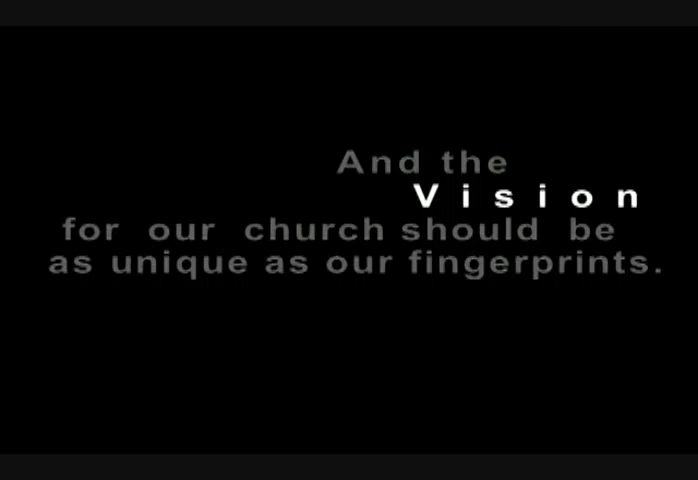 And the
Vision
for our church should be
as unique as our fingerprints.